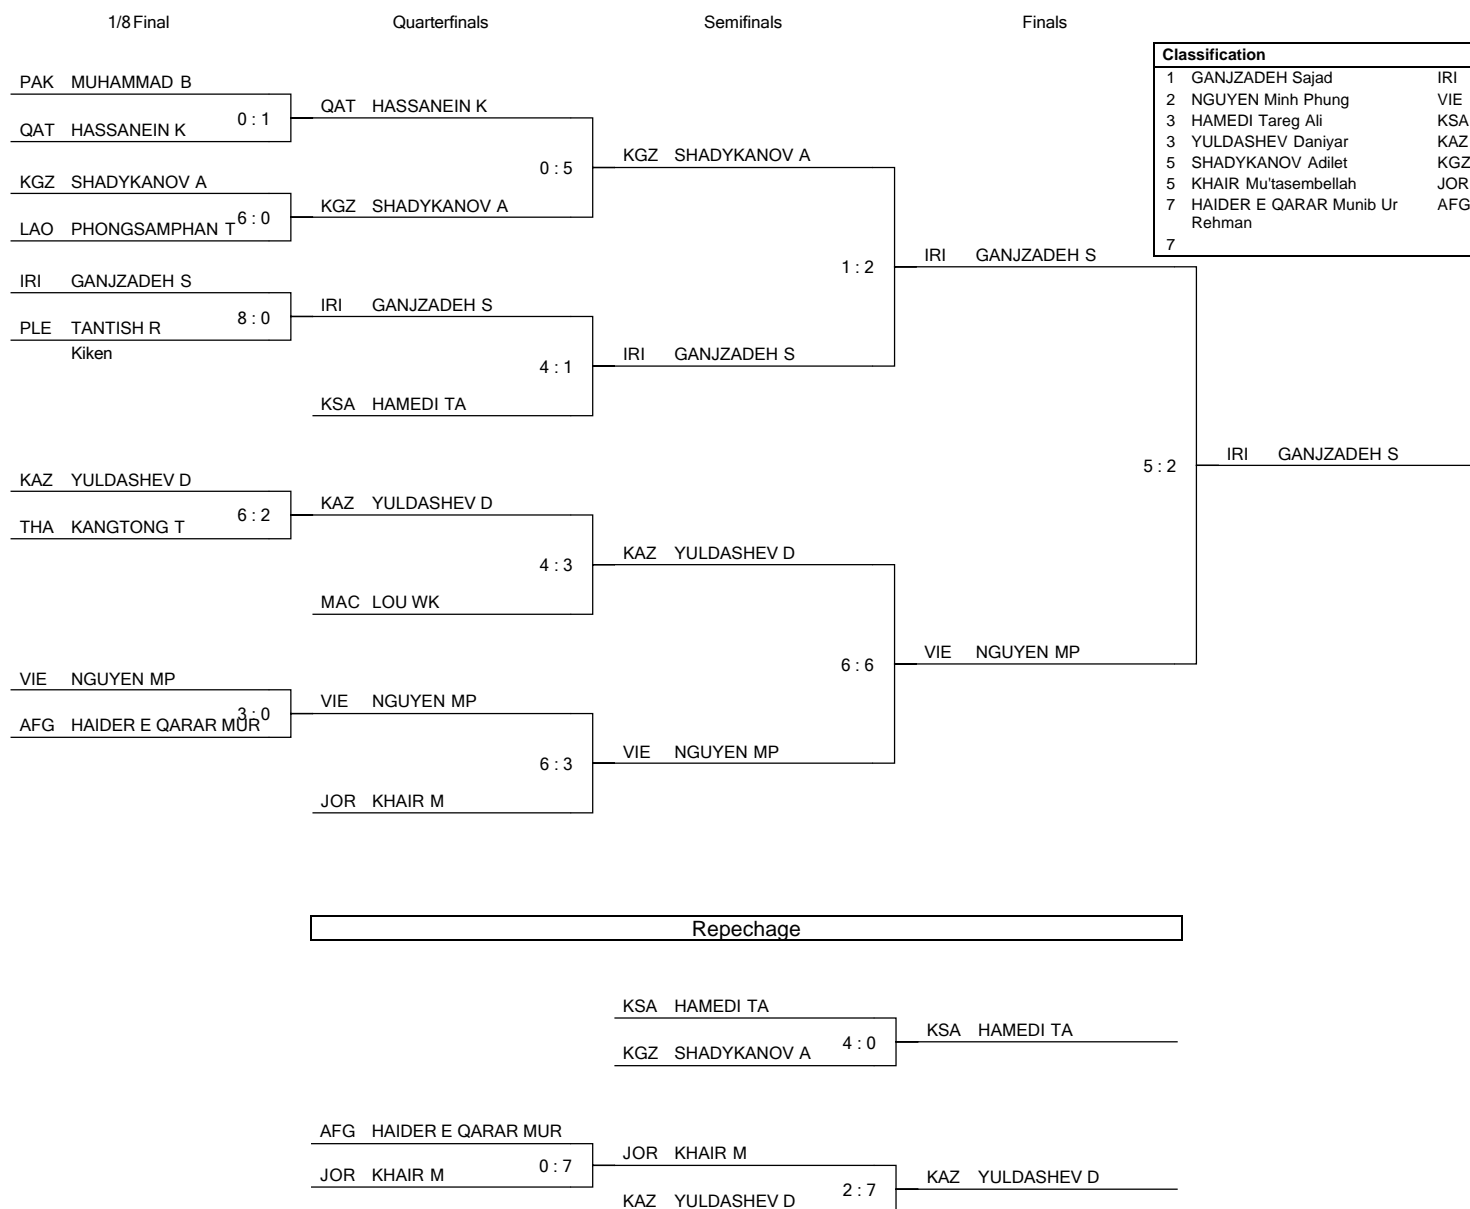 1/8 Final Quarterfinals Semifinals Finals
Classification
1 GANJZADEH Sajad IRI
2 NGUYEN Minh Phung VIE
3 HAMEDI Tareg Ali KSA
3 YULDASHEV Daniyar KAZ
5 SHADYKANOV Adilet KGZ
5 KHAIR Mu'tasembellah JOR
7 HAIDER E QARAR Munib Ur AFG
Rehman
7
PAK MUHAMMAD B
0 : 1
QAT HASSANEIN K
KGZ SHADYKANOV A
6 : 0
LAO PHONGSAMPHAN T
IRI GANJZADEH S
8 : 0
PLE TANTISH R
Kiken
KAZ YULDASHEV D
6 : 2
THA KANGTONG T
VIE NGUYEN MP
3 : 0
AFG HAIDER E QARAR MUR
QAT HASSANEIN K
0 : 5
KGZ SHADYKANOV A
IRI GANJZADEH S
4 : 1
KSA HAMEDI TA
KAZ YULDASHEV D
4 : 3
MAC LOU WK
VIE NGUYEN MP
6 : 3
JOR KHAIR M
KGZ SHADYKANOV A
1 : 2
IRI GANJZADEH S
KAZ YULDASHEV D
6 : 6
VIE NGUYEN MP
IRI GANJZADEH S
5 : 2
VIE NGUYEN MP
IRI GANJZADEH S
Repechage
KSA HAMEDI TA
4 : 0
KGZ SHADYKANOV A
KSA HAMEDI TA
AFG HAIDER E QARAR MUR
0 : 7
JOR KHAIR M
JOR KHAIR M
2 : 7
KAZ YULDASHEV D
KAZ YULDASHEV D